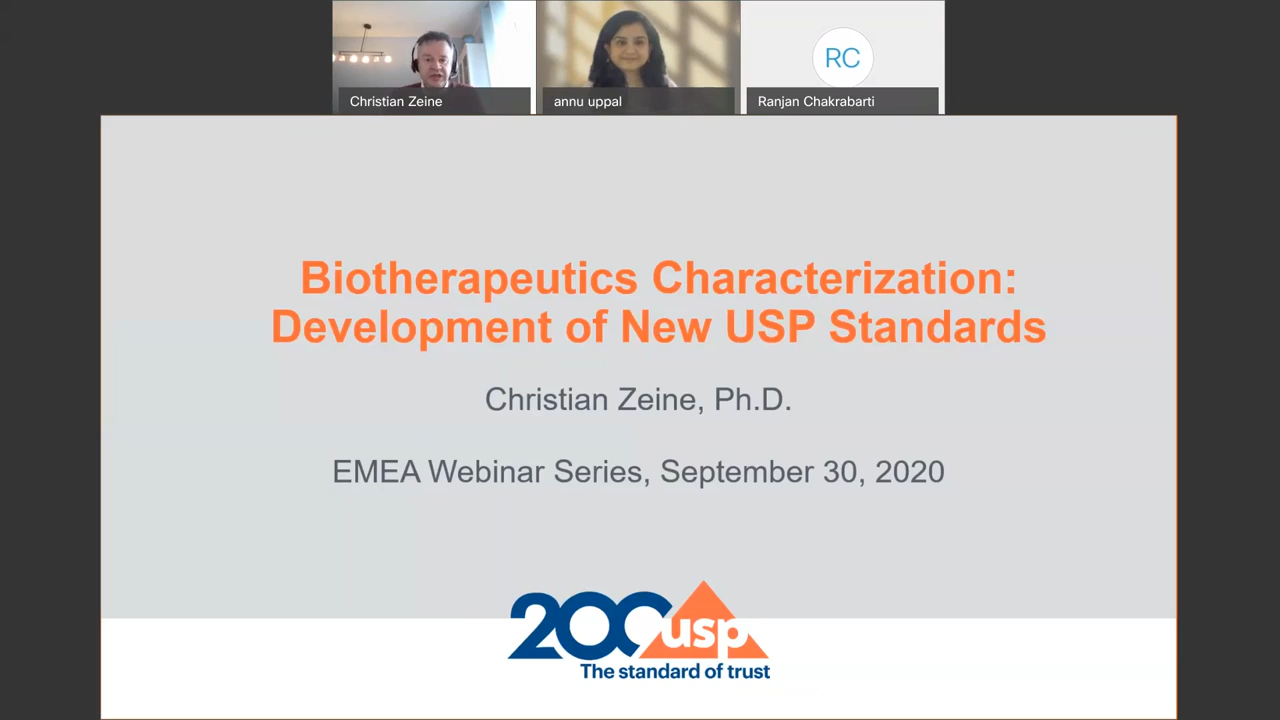 Christian Zeine
annu uppal
RC
Ranjan Chakrabarti
Biotherapeutics Characterization:
Development of New USP Standards
Christian Zeine, Ph.D.
EMEA Webinar Series, September 30, 2020
200 usp
The standard of trust